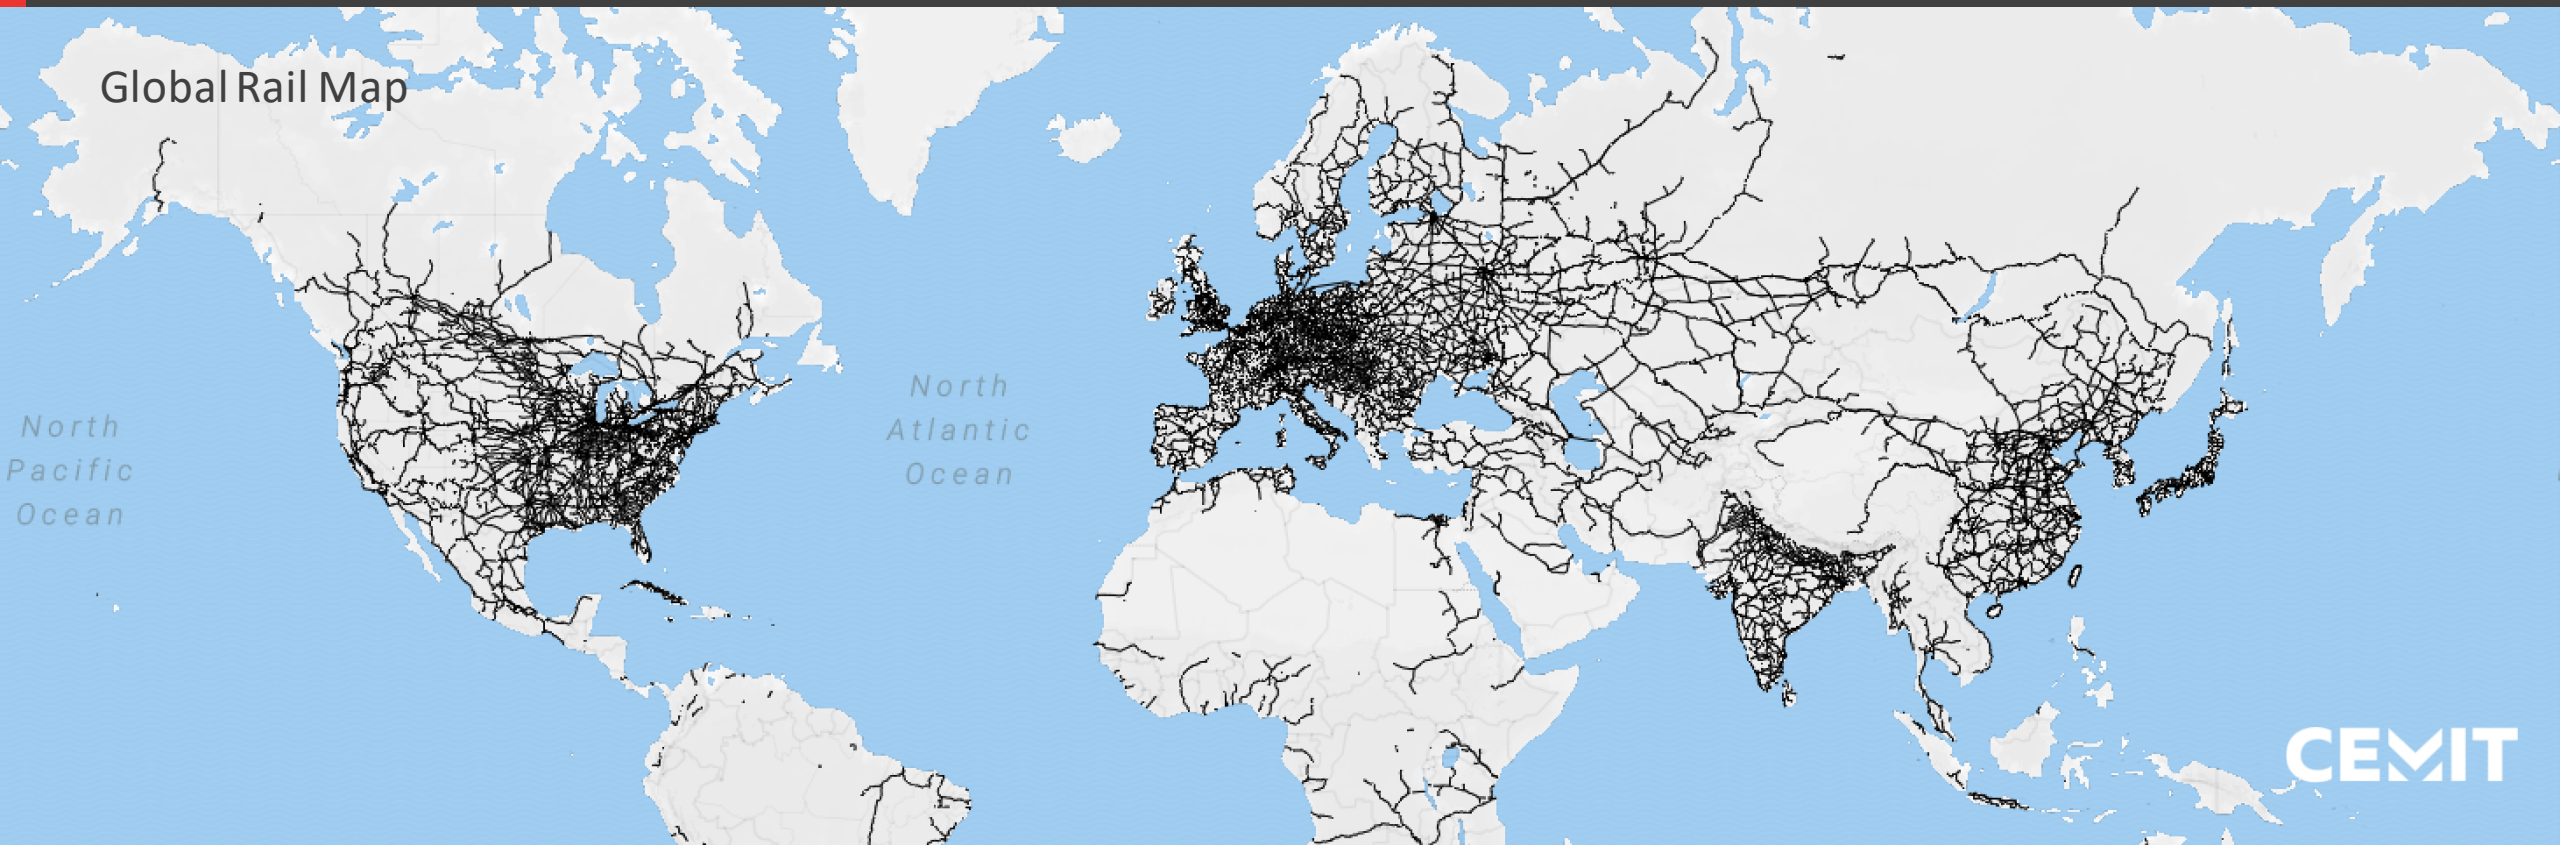 Global Rail Map
North
Atlantic
Ocean
North
Pacific
Ocean
CEMIT